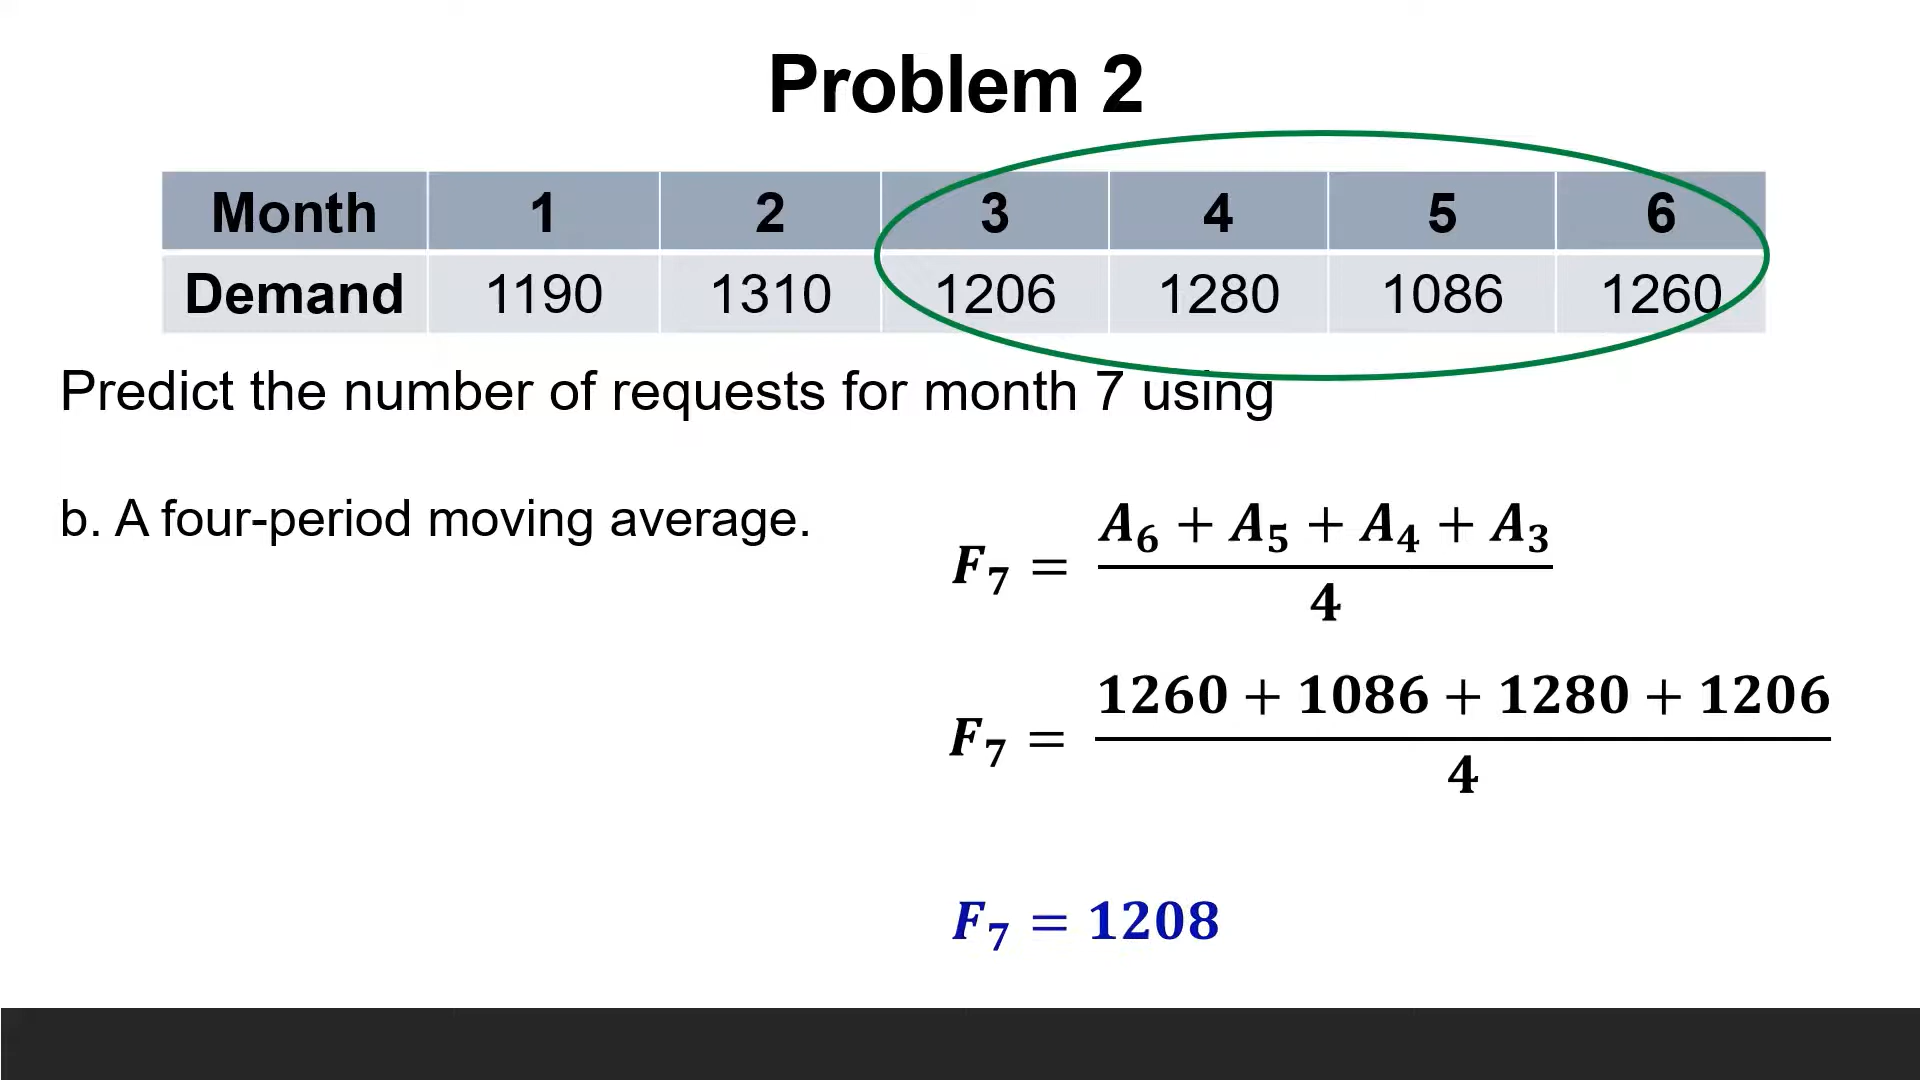 Problem 2
Month 1 2 3 4 5 6
Demand 1190 1310 1206 1280 1086 1260
Predict the number of requests for month 7 using
b. A four-period moving average.
F₇ = (A₆ + A₅ + A₄ + A₃) / 4
F₇ = (1260 + 1086 + 1280 + 1206) / 4
F₇ = 1208